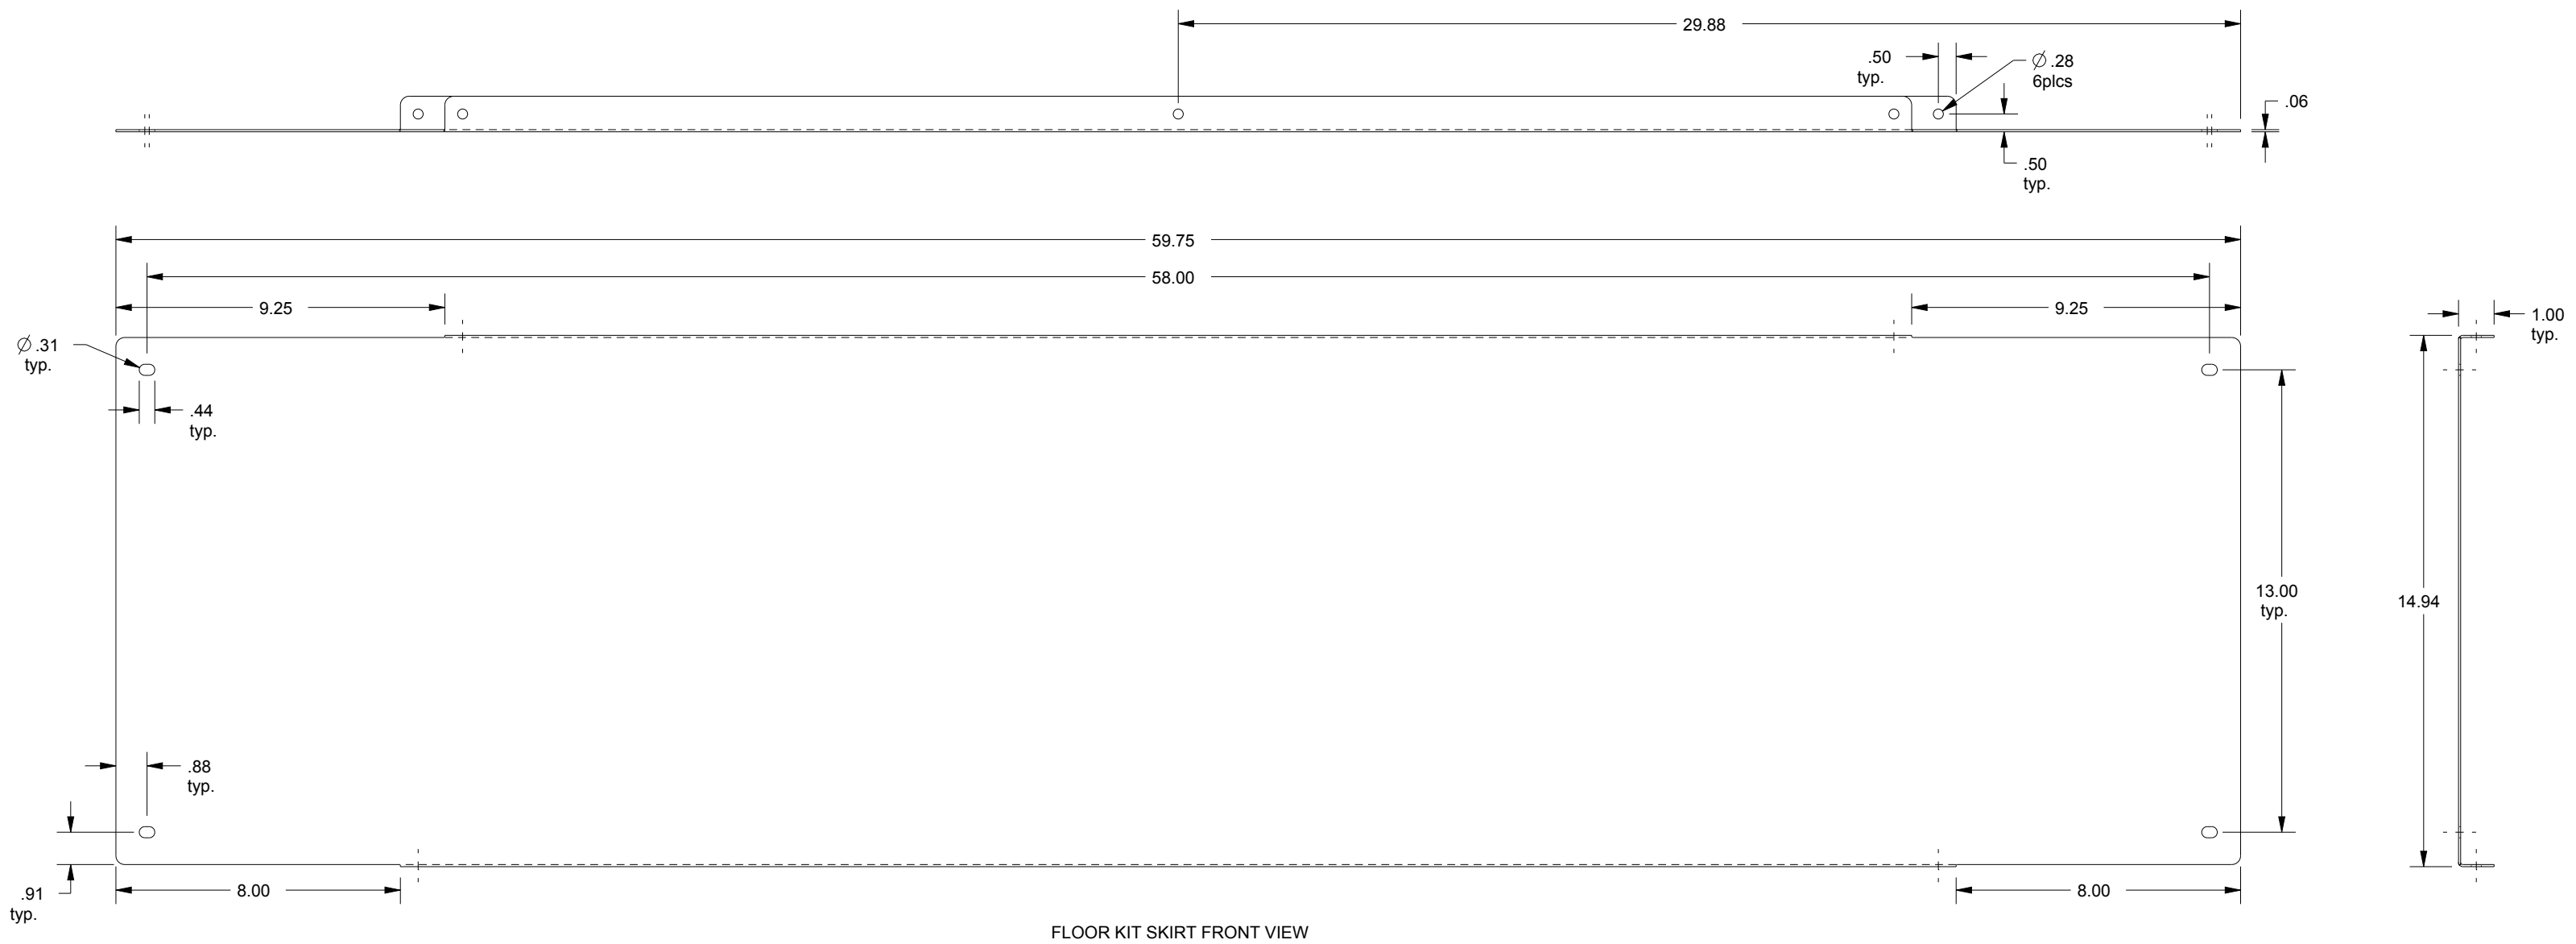 29.88
.50
typ.
Ø .28
6plcs
.06
.50
typ.
59.75
58.00
9.25
9.25
1.00
typ.
Ø .31
typ.
.44
typ.
13.00
typ.
14.94
.88
typ.
.91
typ.
8.00
8.00
FLOOR KIT SKIRT FRONT VIEW